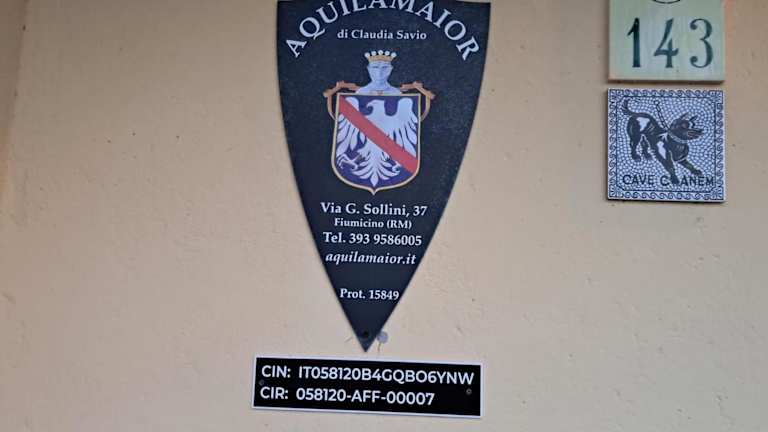 AQUILAMAIOR
di Claudia Savio
Via G. Sollini, 37
Fiumicino (RM)
Tel. 393 9586005
aquilamaior.it
Prot. 15849
CIN: IT058120B4GQBO6YNW
CIR: 058120-AFF-00007
143
CAVE CANEM